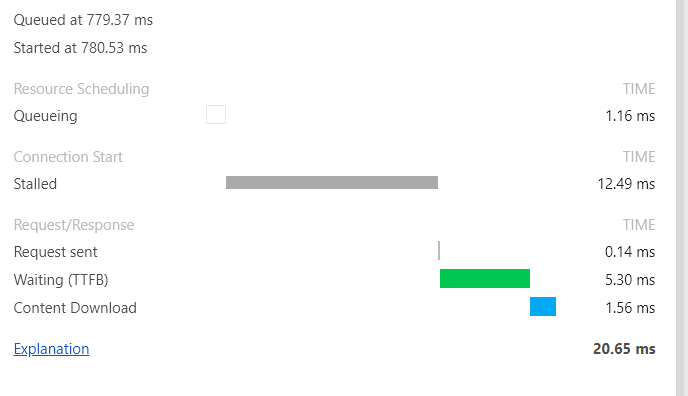 Queued at 779.37 ms
Started at 780.53 ms
Resource Scheduling TIME
Queueing 1.16 ms
Connection Start TIME
Stalled 12.49 ms
Request/Response TIME
Request sent 0.14 ms
Waiting (TTFB) 5.30 ms
Content Download 1.56 ms
Explanation 20.65 ms